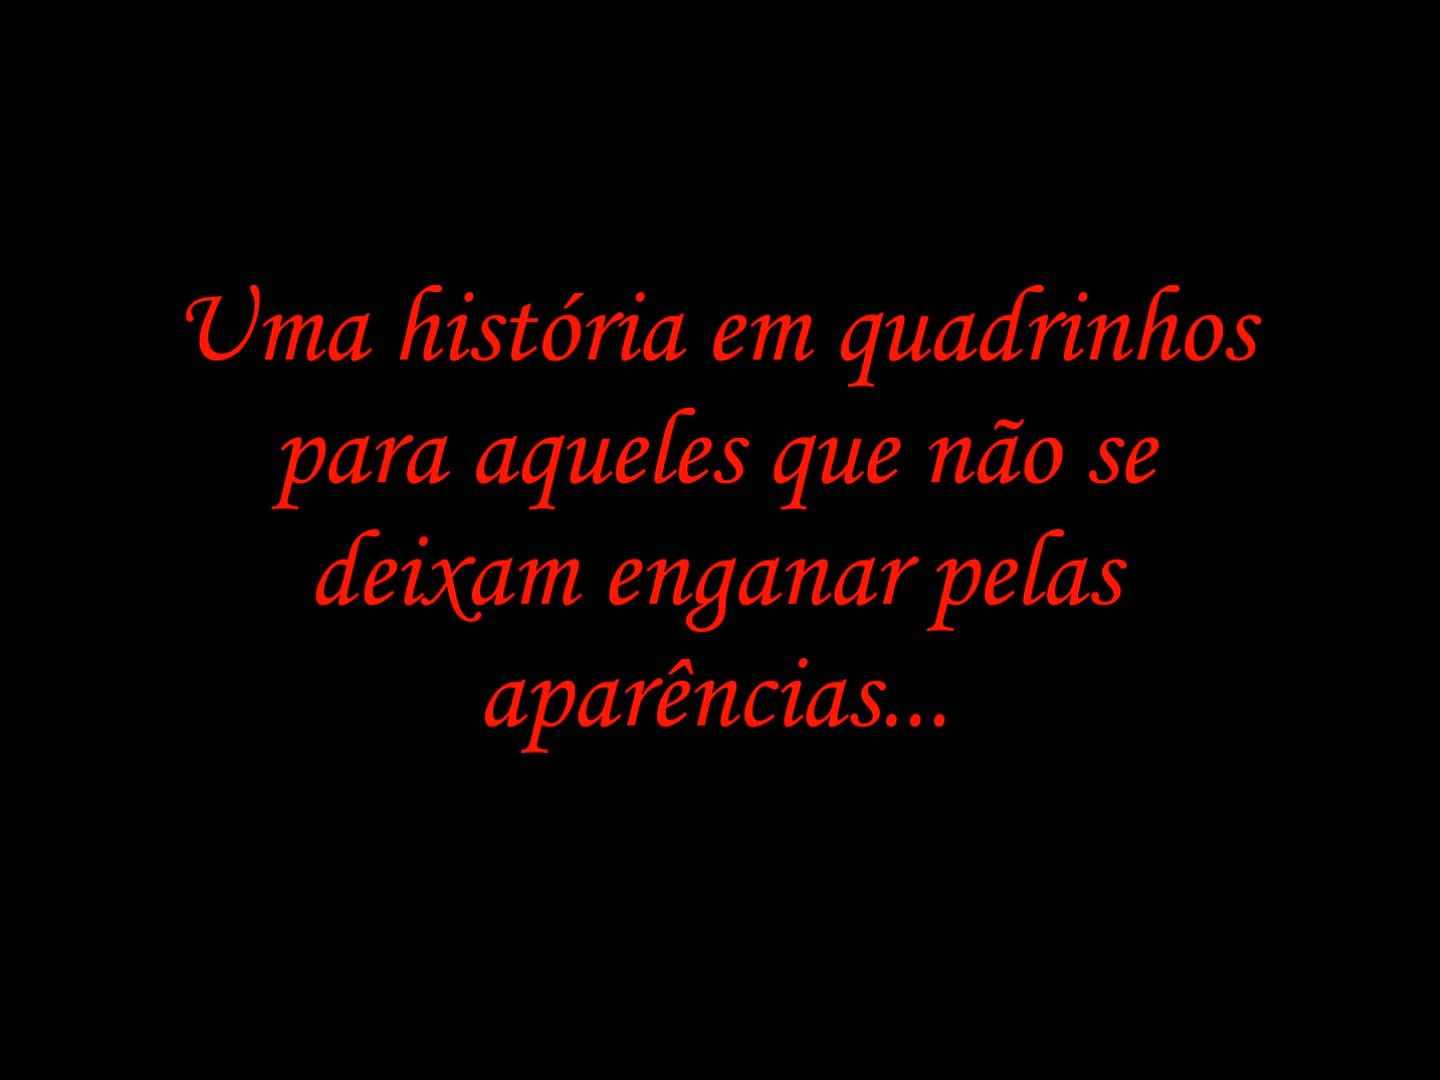 Uma história em quadrinhos
para aqueles que não se
deixam enganar pelas
aparências...